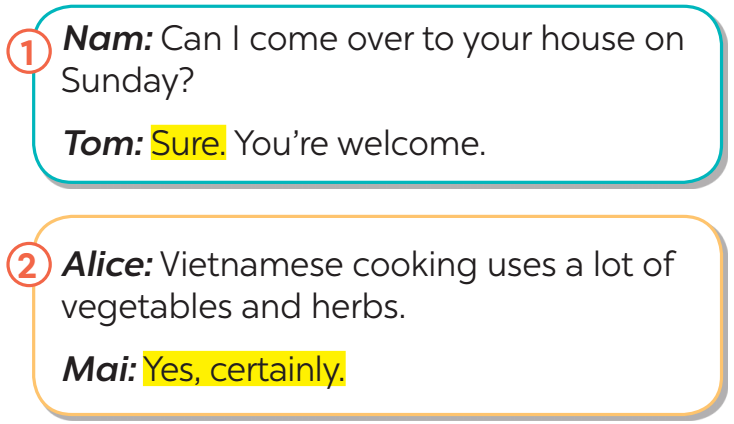 1 Nam: Can I come over to your house on
Sunday?
Tom: Sure. You’re welcome.
2 Alice: Vietnamese cooking uses a lot of
vegetables and herbs.
Mai: Yes, certainly.